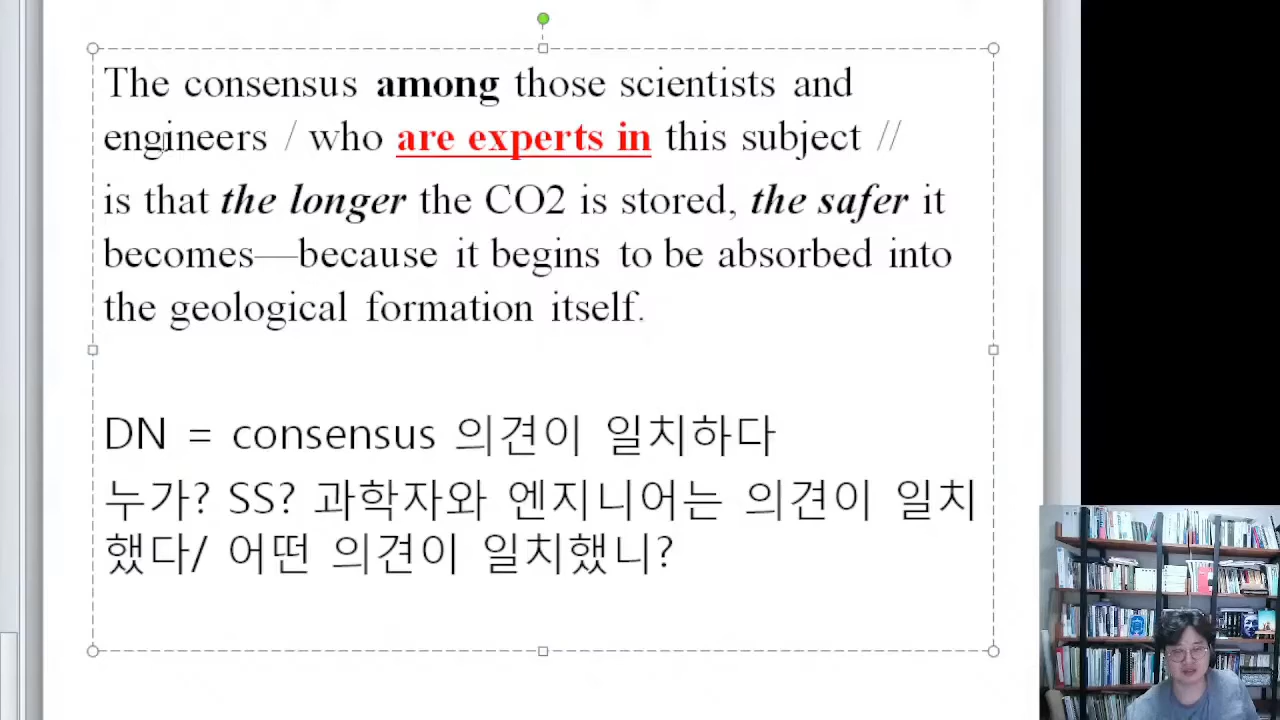 The consensus among those scientists and
engineers / who are experts in this subject //
is that the longer the CO2 is stored, the safer it
becomes—because it begins to be absorbed into
the geological formation itself.
DN = consensus 의견이 일치하다
누가? SS? 과학자와 엔지니어는 의견이 일치
했다/ 어떤 의견이 일치했니?